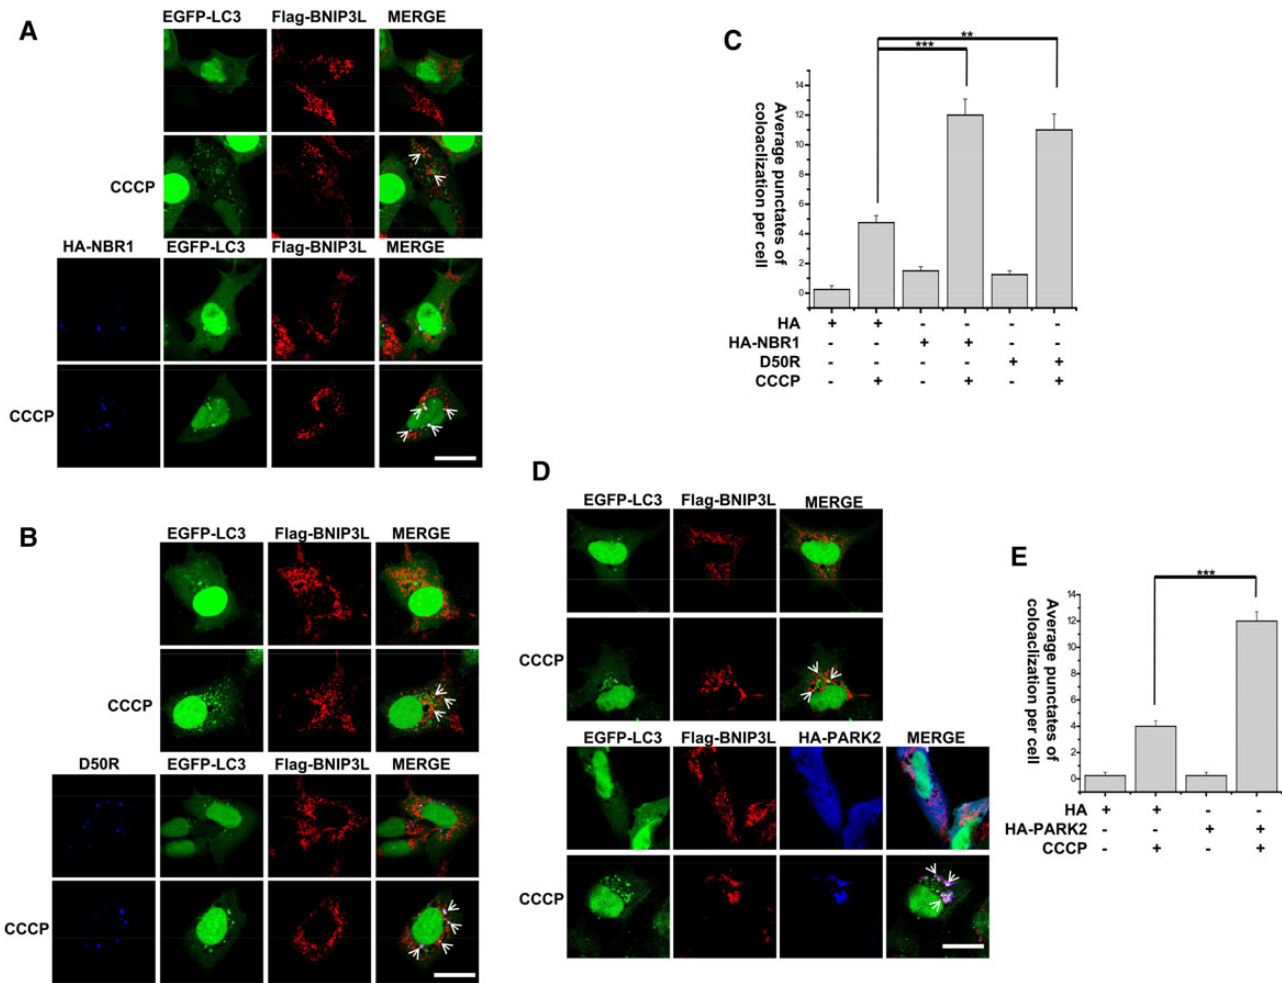 A
EGFP-LC3 Flag-BNIP3L MERGE
CCCP
HA-NBR1 EGFP-LC3 Flag-BNIP3L MERGE
CCCP
B
EGFP-LC3 Flag-BNIP3L MERGE
CCCP
D50R EGFP-LC3 Flag-BNIP3L MERGE
CCCP
C
** 
***
Average punctates of
coloaclization per cell
14
12
10
8
6
4
2
0
HA + + - - - -
HA-NBR1 - - + + - -
D50R - - - - + +
CCCP - + - + - +
D
EGFP-LC3 Flag-BNIP3L MERGE
CCCP
EGFP-LC3 Flag-BNIP3L HA-PARK2 MERGE
CCCP
E
***
Average punctates of
coloaclization per cell
14
12
10
8
6
4
2
0
HA + + - -
HA-PARK2 - - + +
CCCP - + - +